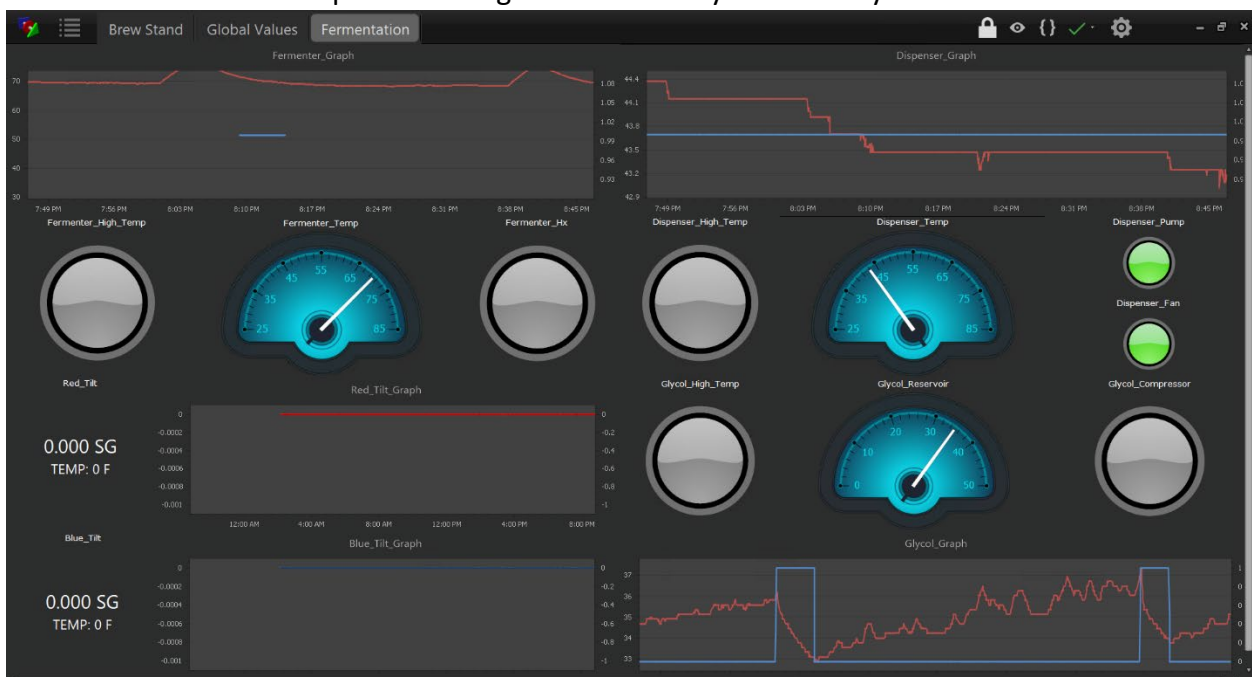 Brew Stand Global Values Fermentation
Fermenter_Graph
70
60
50
40
30
1.08
1.05
1.02
0.99
0.96
0.93
7:49 PM 7:56 PM 8:03 PM 8:10 PM 8:17 PM 8:24 PM 8:31 PM 8:38 PM 8:45 PM
Dispenser_Graph
44.4
44.1
43.8
43.5
43.2
42.9
7:49 PM 7:56 PM 8:03 PM 8:10 PM 8:17 PM 8:24 PM 8:31 PM 8:38 PM 8:45 PM
Fermenter_High_Temp
Fermenter_Temp
25 35 45 55 65 75 85
Fermenter_Hx
Dispenser_High_Temp
Dispenser_Temp
25 45 55 65 75 85
Dispenser_Pump
Dispenser_Fan
Red_Tilt
0.000 SG
TEMP: 0 F
Red_Tilt_Graph
0
-0.0002
-0.0004
-0.0006
-0.0008
-0.001
0
-0.2
-0.4
-0.6
-0.8
-1
12:00 AM 4:00 AM 8:00 AM 12:00 PM 4:00 PM 8:00 PM
Glycol_High_Temp
Glycol_Reservoir
0 10 20 30 40 50
Glycol_Compressor
Blue_Tilt
0.000 SG
TEMP: 0 F
Blue_Tilt_Graph
0
-0.0002
-0.0004
-0.0006
-0.0008
-0.001
0
-0.2
-0.4
-0.6
-0.8
-1
Glycol_Graph
37
36
35
34
33
1
0
0
0
0
0